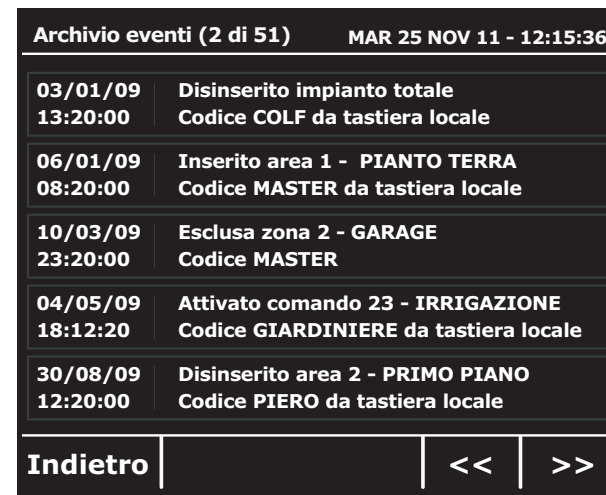 Archivio eventi (2 di 51) MAR 25 NOV 11 - 12:15:36
03/01/09 Disinserito impianto totale
13:20:00 Codice COLF da tastiera locale
06/01/09 Inserito area 1 - PIANTO TERRA
08:20:00 Codice MASTER da tastiera locale
10/03/09 Esclusa zona 2 - GARAGE
23:20:00 Codice MASTER
04/05/09 Attivato comando 23 - IRRIGAZIONE
18:12:20 Codice GIARDINIERE da tastiera locale
30/08/09 Disinserito area 2 - PRIMO PIANO
12:20:00 Codice PIERO da tastiera locale
Indietro << >>